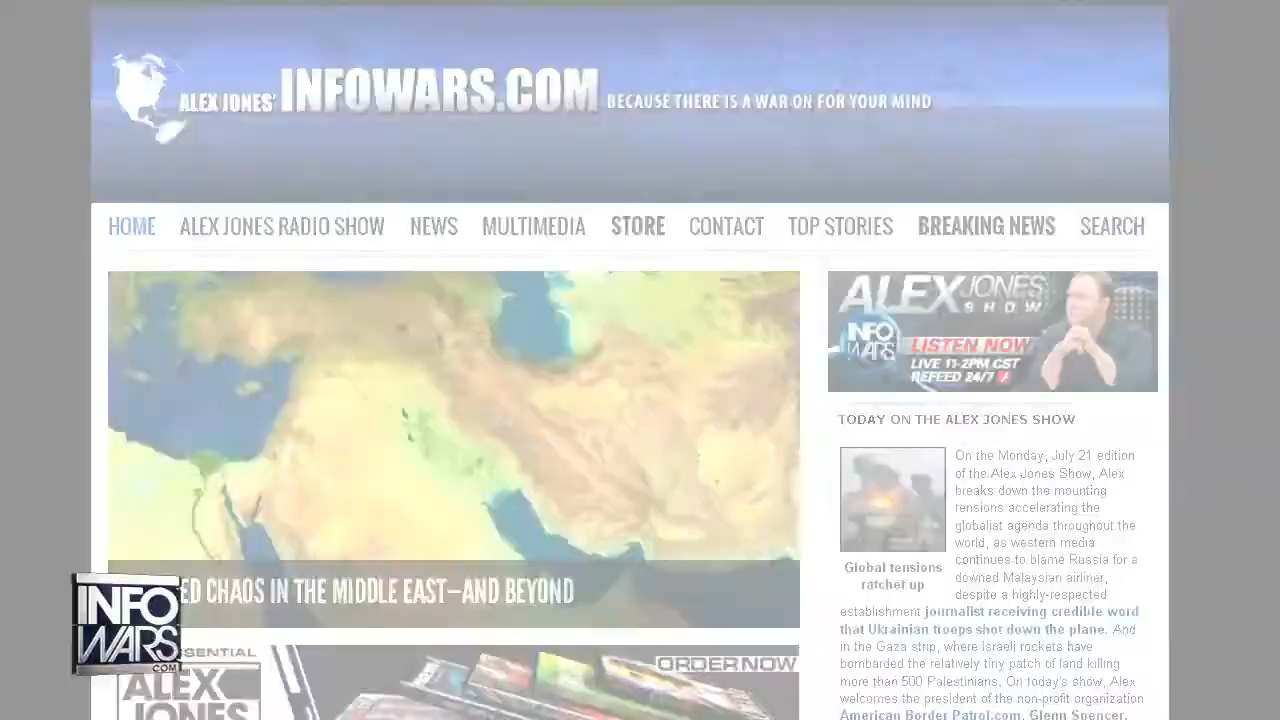 ALEX JONES' INFOWARS.COM BECAUSE THERE IS A WAR ON FOR YOUR MIND
HOME ALEX JONES RADIO SHOW NEWS MULTIMEDIA STORE CONTACT TOP STORIES BREAKING NEWS SEARCH
ED CHAOS IN THE MIDDLE EAST—AND BEYOND
INFO
WARS
.COM
SSENTIAL
ALEX
JONES
ORDER NOW
ALEX JONES
SHOW
INFO
WARS
LISTEN NOW
LIVE 11-2PM CST
REFEED 24/7
TODAY ON THE ALEX JONES SHOW
Global tensions
ratchet up
On the Monday, July 21 edition
of the Alex Jones Show, Alex
breaks down the mounting
tensions accelerating the
globalist agenda throughout the
world, as western media
continues to blame Russia for a
downed Malaysian airliner,
despite a highly-respected
establishment journalist receiving credible word
that Ukrainian troops shot down the plane. And
in the Gaza strip, where Israeli rockets have
a relatively tiny patch of land killing
more than 500 Palestinians. On today's show, Alex
welcomes the president of the non-profit organization
American Border Patrol.com, Glenn Spencer,